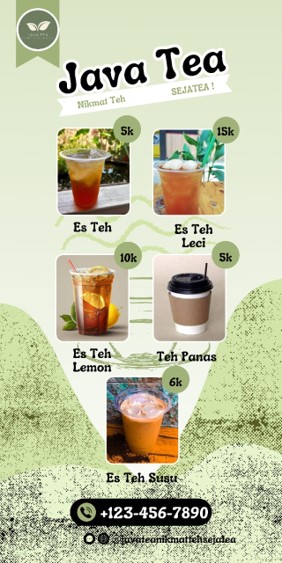 Java Tea
Nikmat Teh SEJATEA !
5k
15k
Es Teh
Es Teh
Leci
10k
5k
Es Teh
Lemon
Teh Panas
6k
Es Teh Susu
+123-456-7890
@javateanikmattehsejatea